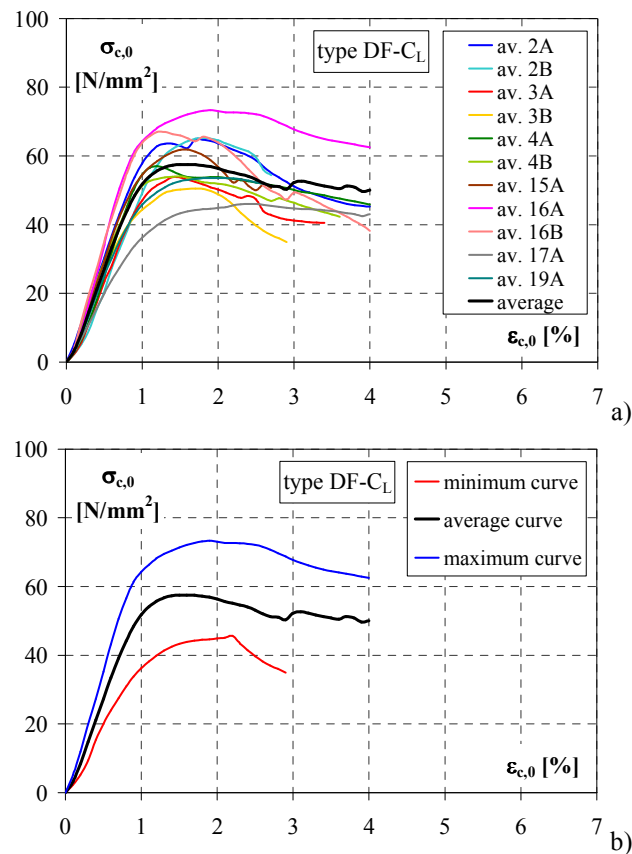 100
σc,0
[N/mm²]
type DF-CL
80
60
40
20
0
0 1 2 3 4 5 6 7
εc,0 [%]
av. 2A
av. 2B
av. 3A
av. 3B
av. 4A
av. 4B
av. 15A
av. 16A
av. 16B
av. 17A
av. 19A
average
a)
100
σc,0
[N/mm²]
type DF-CL
80
60
40
20
0
0 1 2 3 4 5 6 7
εc,0 [%]
minimum curve
average curve
maximum curve
b)